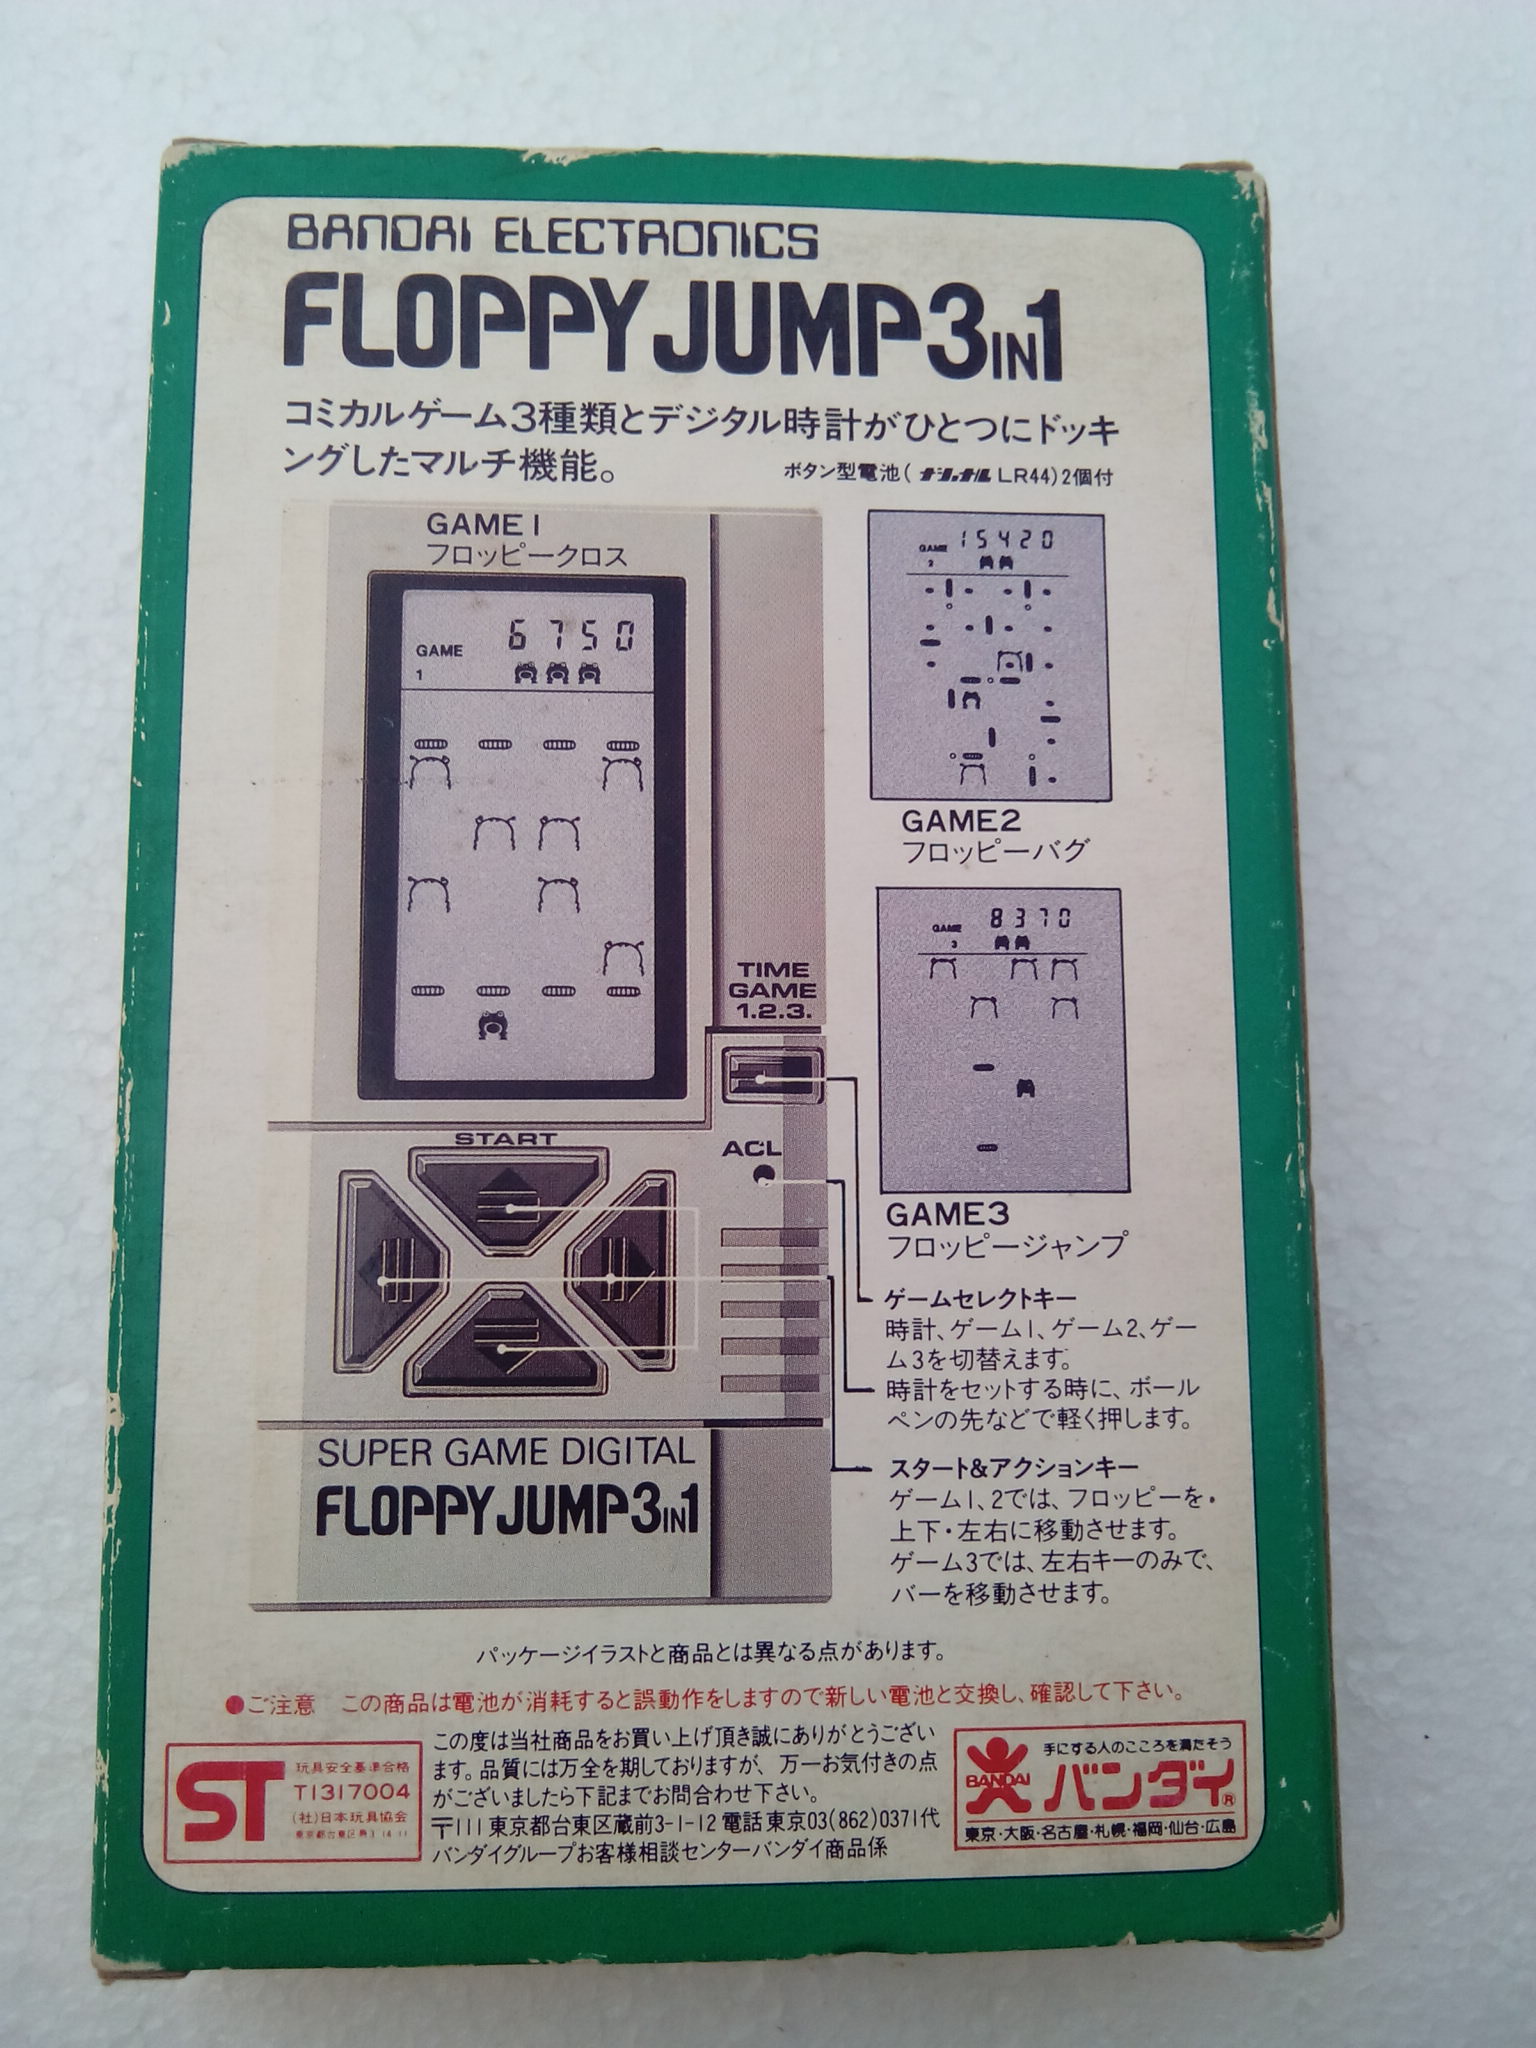 BANDAI ELECTRONICS
FLOPPY JUMP 3 IN 1
コミカルゲーム3種類とデジタル時計がひとつにドッキ
ングしたマルチ機能。
ボタン型電池(ナショナル LR44)2個付
GAME 1
フロッピークロス
6750
GAME
1
15420
GAME
2
GAME2
フロッピーバグ
8370
GAME
3
GAME3
フロッピージャンプ
TIME
GAME
1.2.3.
START
ACL
ゲームセレクトキー
時計、ゲーム1、ゲーム2、ゲー
ム3を切替えます。
時計をセットする時に、ボール
ペンの先などで軽く押します。
スタート&アクションキー
ゲーム1、2では、フロッピーを・
上下・左右に移動させます。
ゲーム3では、左右キーのみで、
バーを移動させます。
SUPER GAME DIGITAL
FLOPPY JUMP 3 IN 1
パッケージイラストと商品とは異なる点があります。
●ご注意 この商品は電池が消耗すると誤動作をしますので新しい電池と交換し、確認して下さい。
ST
玩具安全基準合格
T1317004
(社)日本玩具協会
この度は当社商品をお買い上げ頂き誠にありがとうござい
ます。品質には万全を期しておりますが、万一お気付きの点
がございましたら下記までお問合わせ下さい。
〒111 東京都台東区蔵前3-1-12 電話 東京03(862)0371代
バンダイグループお客様相談センターバンダイ商品係
手にする人のこころを満たそう
BANDAI
バンダイ®
東京・大阪・名古屋・札幌・福岡・仙台・広島